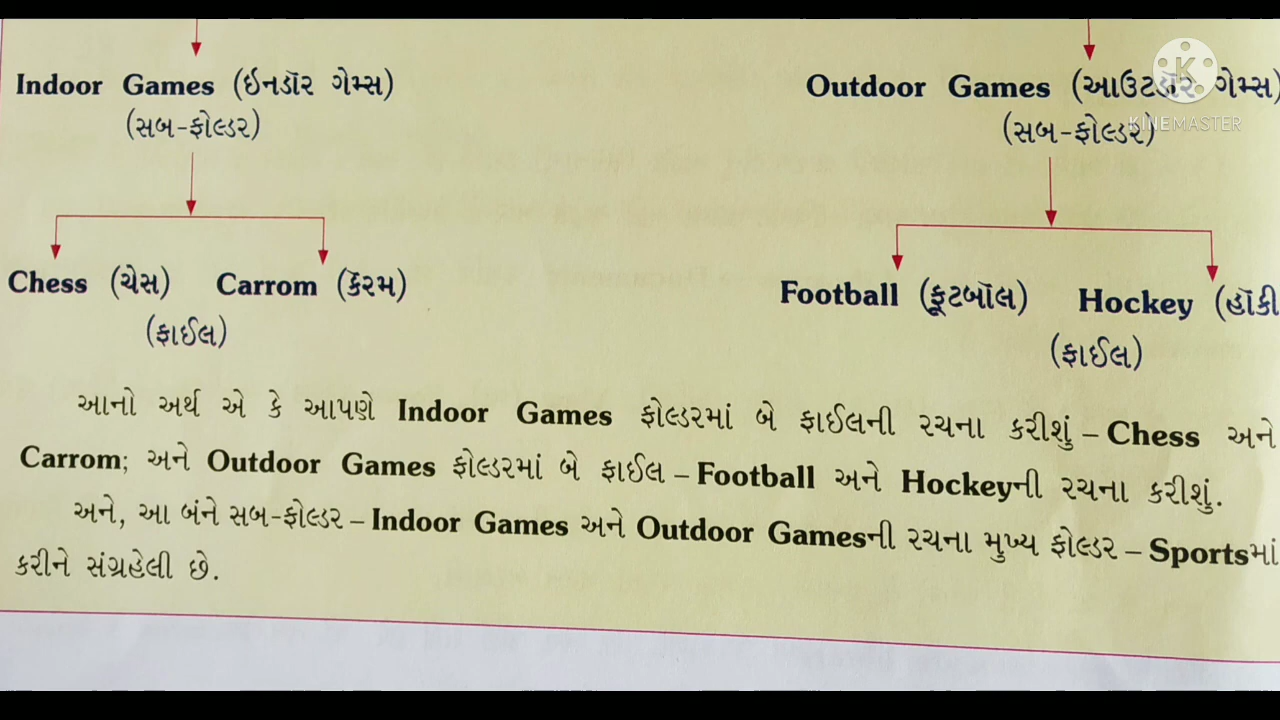 Indoor Games (ઇનડૉર ગેમ્સ)
(સબ-ફોલ્ડર)
Outdoor Games (આઉટડૉર ગેમ્સ)
(સબ-ફોલ્ડર)
K
KINEMASTER
Chess (ચેસ) Carrom (કૅરમ)
(ફાઈલ)
Football (ફૂટબૉલ) Hockey (હૉકી
(ફાઈલ)
આનો અર્થ એ કે આપણે Indoor Games ફોલ્ડરમાં બે ફાઈલની રચના કરીશું – Chess અને
Carrom; અને Outdoor Games ફોલ્ડરમાં બે ફાઈલ – Football અને Hockeyની રચના કરીશું.
અને, આ બંને સબ-ફોલ્ડર – Indoor Games અને Outdoor Gamesની રચના મુખ્ય ફોલ્ડર – Sportsમાં
કરીને સંગ્રહેલી છે.